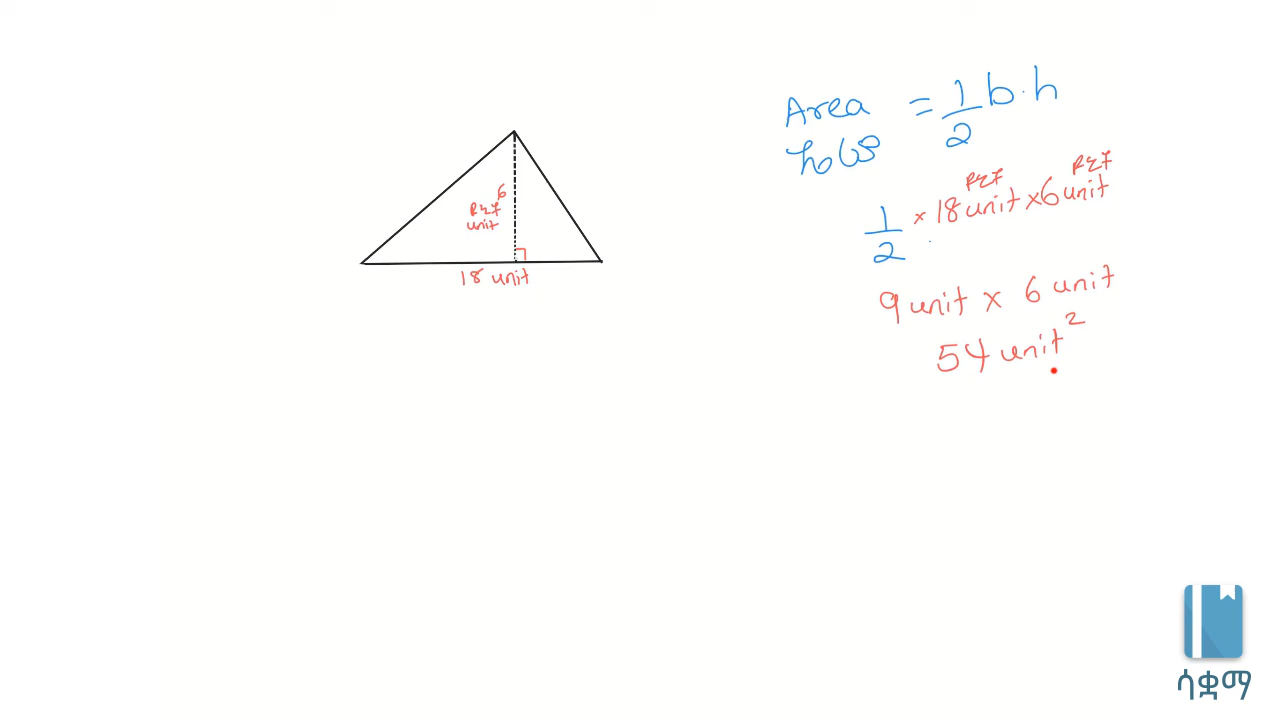 6
unit
18 unit
Area = 1/2 b·h
1/2 × 18 unit × 6 unit
9 unit × 6 unit
54 unit²
ሳቋማ